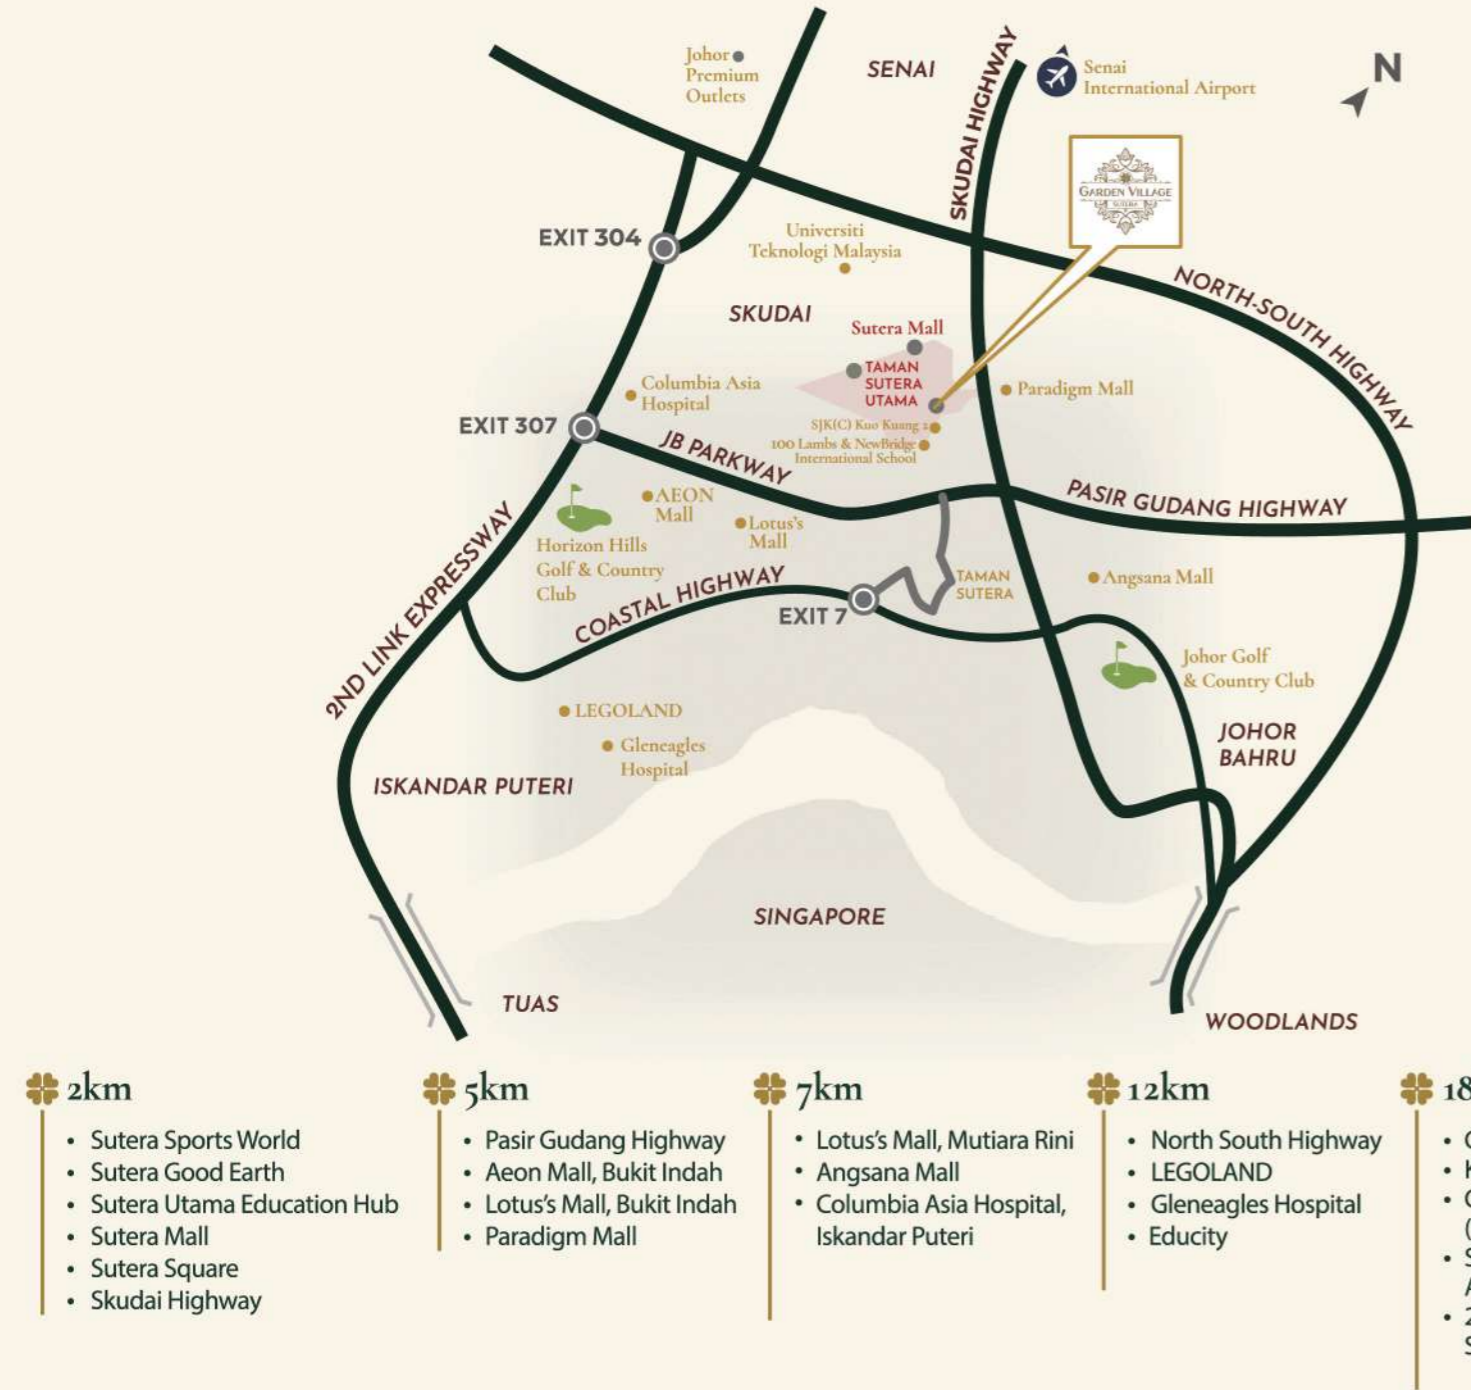 Johor
Premium
Outlets
SENAI
SKUDAI HIGHWAY
Senai
International Airport
N
GARDEN VILLAGE
SUTERA
EXIT 304
Universiti
Teknologi Malaysia
NORTH-SOUTH HIGHWAY
SKUDAI
Sutera Mall
TAMAN
SUTERA
UTAMA
Columbia Asia
Hospital
Paradigm Mall
EXIT 307
SJK(C) Kuo Kuang 2
100 Lambs & NewBridge
International School
JB PARKWAY
PASIR GUDANG HIGHWAY
AEON
Mall
Lotus's
Mall
Horizon Hills
Golf & Country
Club
2ND LINK EXPRESSWAY
COASTAL HIGHWAY
EXIT 7
TAMAN
SUTERA
Angsana Mall
Johor Golf
& Country Club
LEGOLAND
Gleneagles
Hospital
JOHOR
BAHRU
ISKANDAR PUTERI
SINGAPORE
TUAS
WOODLANDS
2km
• Sutera Sports World
• Sutera Good Earth
• Sutera Utama Education Hub
• Sutera Mall
• Sutera Square
• Skudai Highway
5km
• Pasir Gudang Highway
• Aeon Mall, Bukit Indah
• Lotus's Mall, Bukit Indah
• Paradigm Mall
7km
• Lotus's Mall, Mutiara Rini
• Angsana Mall
• Columbia Asia Hospital,
Iskandar Puteri
12km
• North South Highway
• LEGOLAND
• Gleneagles Hospital
• Educity
18